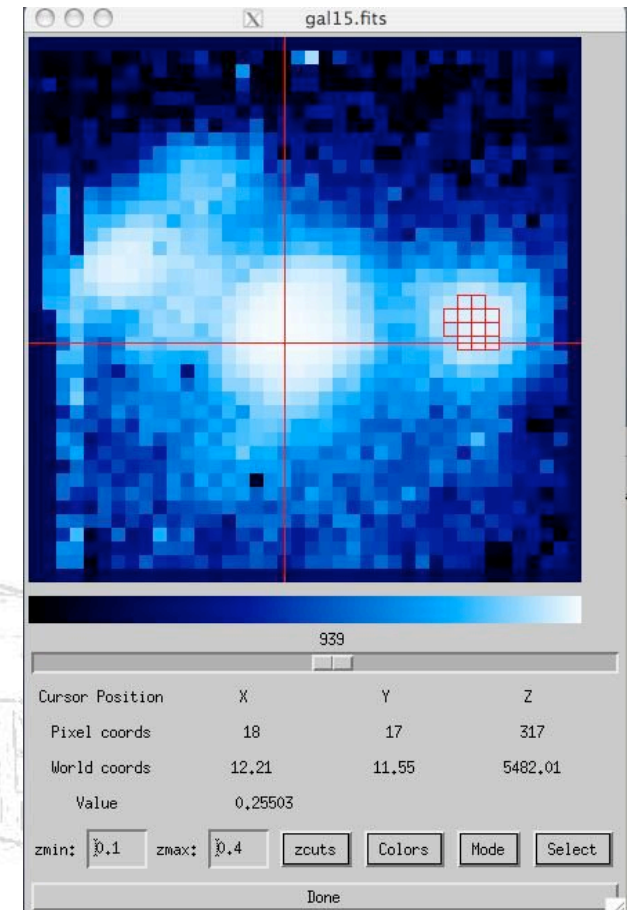 gal15.fits
939
Cursor Position X Y Z
Pixel coords 18 17 317
World coords 12.21 11.55 5482.01
Value 0.25503
zmin: 0.1 zmax: 0.4 zcuts Colors Mode Select
Done